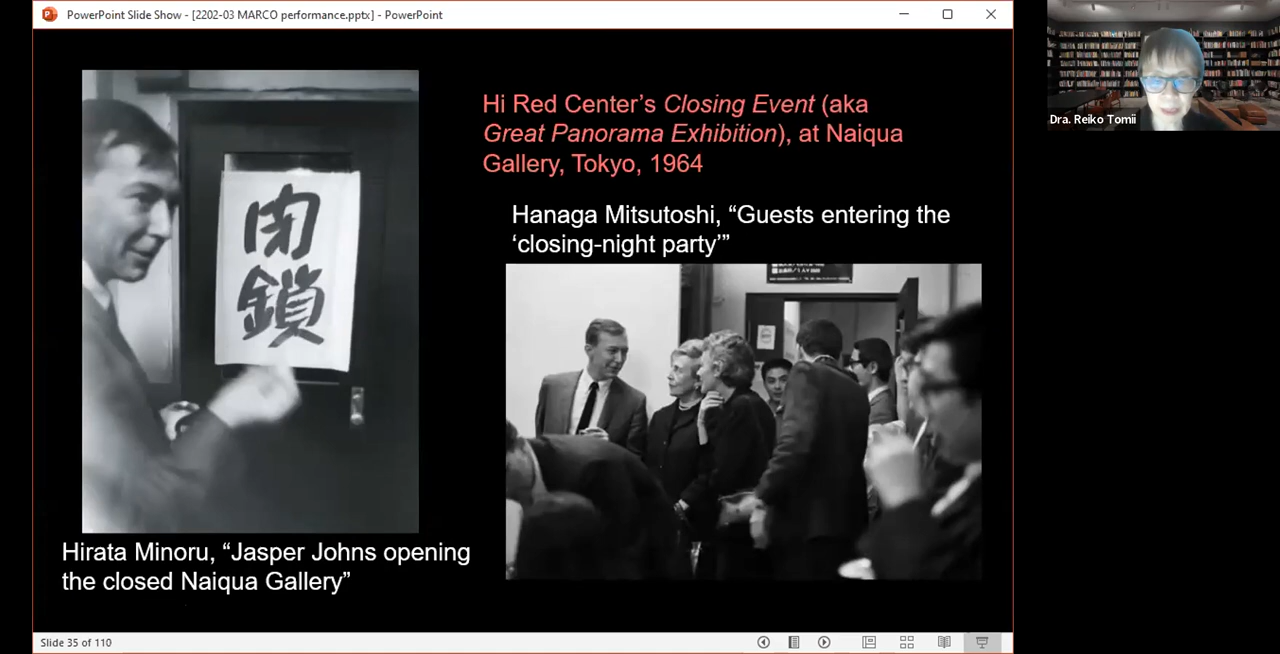 PowerPoint Slide Show - [2202-03 MARCO performance.pptx] - PowerPoint
Dra. Reiko Tomii
Hi Red Center’s Closing Event (aka
Great Panorama Exhibition), at Naiqua
Gallery, Tokyo, 1964
Hanaga Mitsutoshi, “Guests entering the
‘closing-night party’”
閉
鎖
Hirata Minoru, “Jasper Johns opening
the closed Naiqua Gallery”
Slide 35 of 110